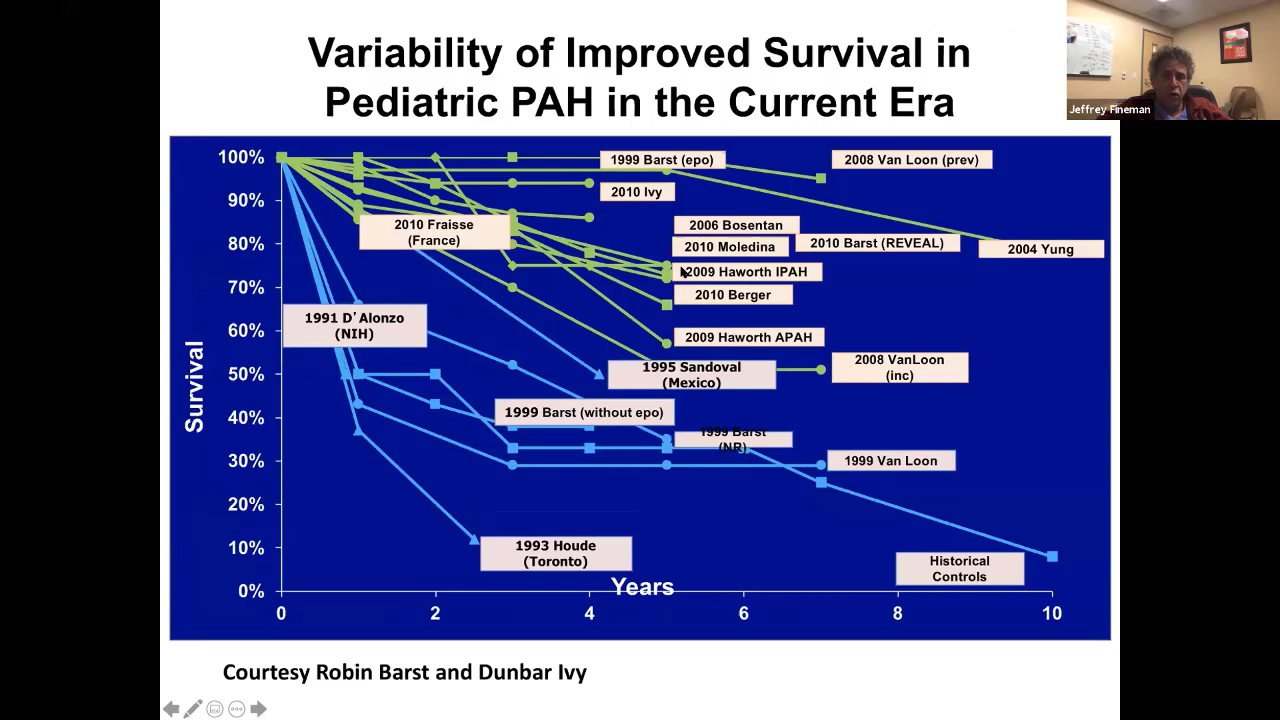 Variability of Improved Survival in
Pediatric PAH in the Current Era
Jeffrey Fineman
100%
90%
80%
70%
60%
50%
40%
30%
20%
10%
0%
Survival
0
2
4
6
8
10
Years
1999 Barst (epo)
2008 Van Loon (prev)
2010 Ivy
2010 Fraisse
(France)
2006 Bosentan
2010 Moledina
2010 Barst (REVEAL)
2004 Yung
2009 Haworth IPAH
2010 Berger
1991 D'Alonzo
(NIH)
2009 Haworth APAH
1995 Sandoval
(Mexico)
2008 VanLoon
(inc)
1999 Barst (without epo)
1999 Barst
(NR)
1999 Van Loon
1993 Houde
(Toronto)
Historical
Controls
Courtesy Robin Barst and Dunbar Ivy